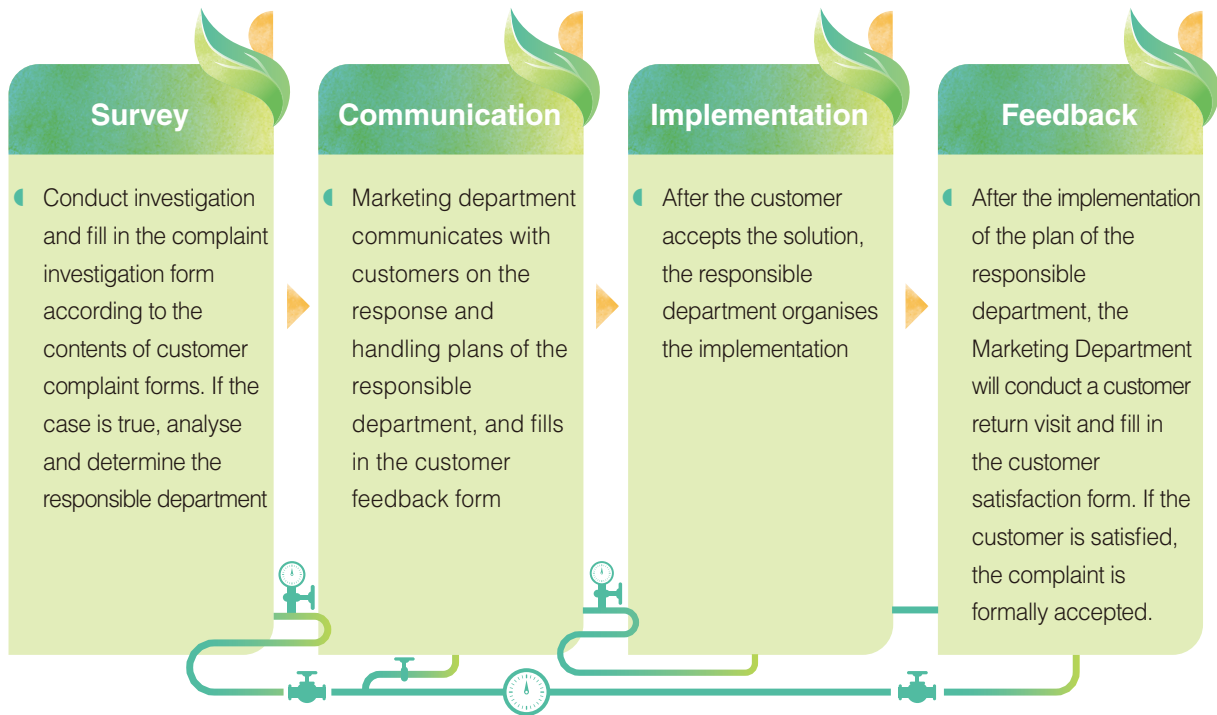 Survey
Conduct investigation
and fill in the complaint
investigation form
according to the
contents of customer
complaint forms. If the
case is true, analyse
and determine the
responsible department
Communication
Marketing department
communicates with
customers on the
response and
handling plans of the
responsible
department, and fills
in the customer
feedback form
Implementation
After the customer
accepts the solution,
the responsible
department organises
the implementation
Feedback
After the implementation
of the plan of the
responsible
department, the
Marketing Department
will conduct a customer
return visit and fill in
the customer
satisfaction form. If the
customer is satisfied,
the complaint is
formally accepted.